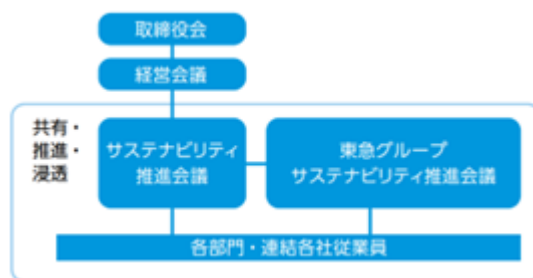 取締役会
経営会議
共有・
推進・
浸透
サステナビリティ
推進会議
東急グループ
サステナビリティ推進会議
各部門・連結各社従業員